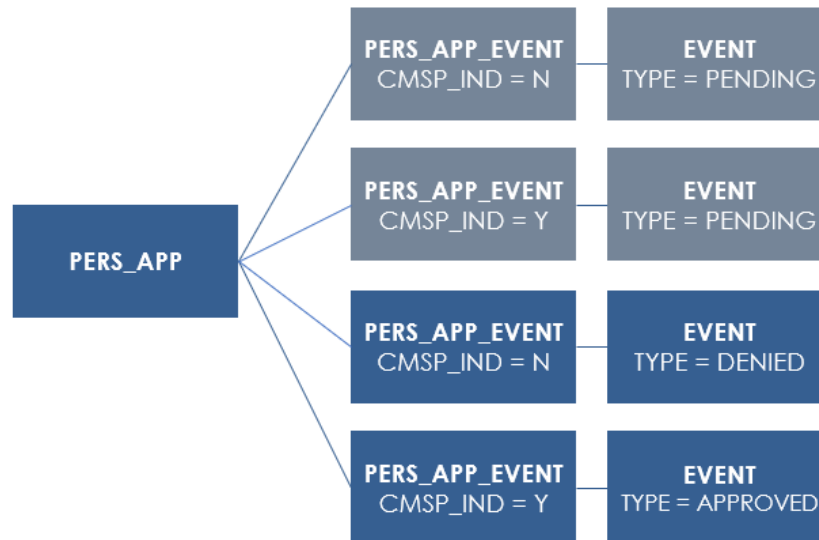 PERS_APP_EVENT
CMSP_IND = N
EVENT
TYPE = PENDING
PERS_APP_EVENT
CMSP_IND = Y
EVENT
TYPE = PENDING
PERS_APP
PERS_APP_EVENT
CMSP_IND = N
EVENT
TYPE = DENIED
PERS_APP_EVENT
CMSP_IND = Y
EVENT
TYPE = APPROVED